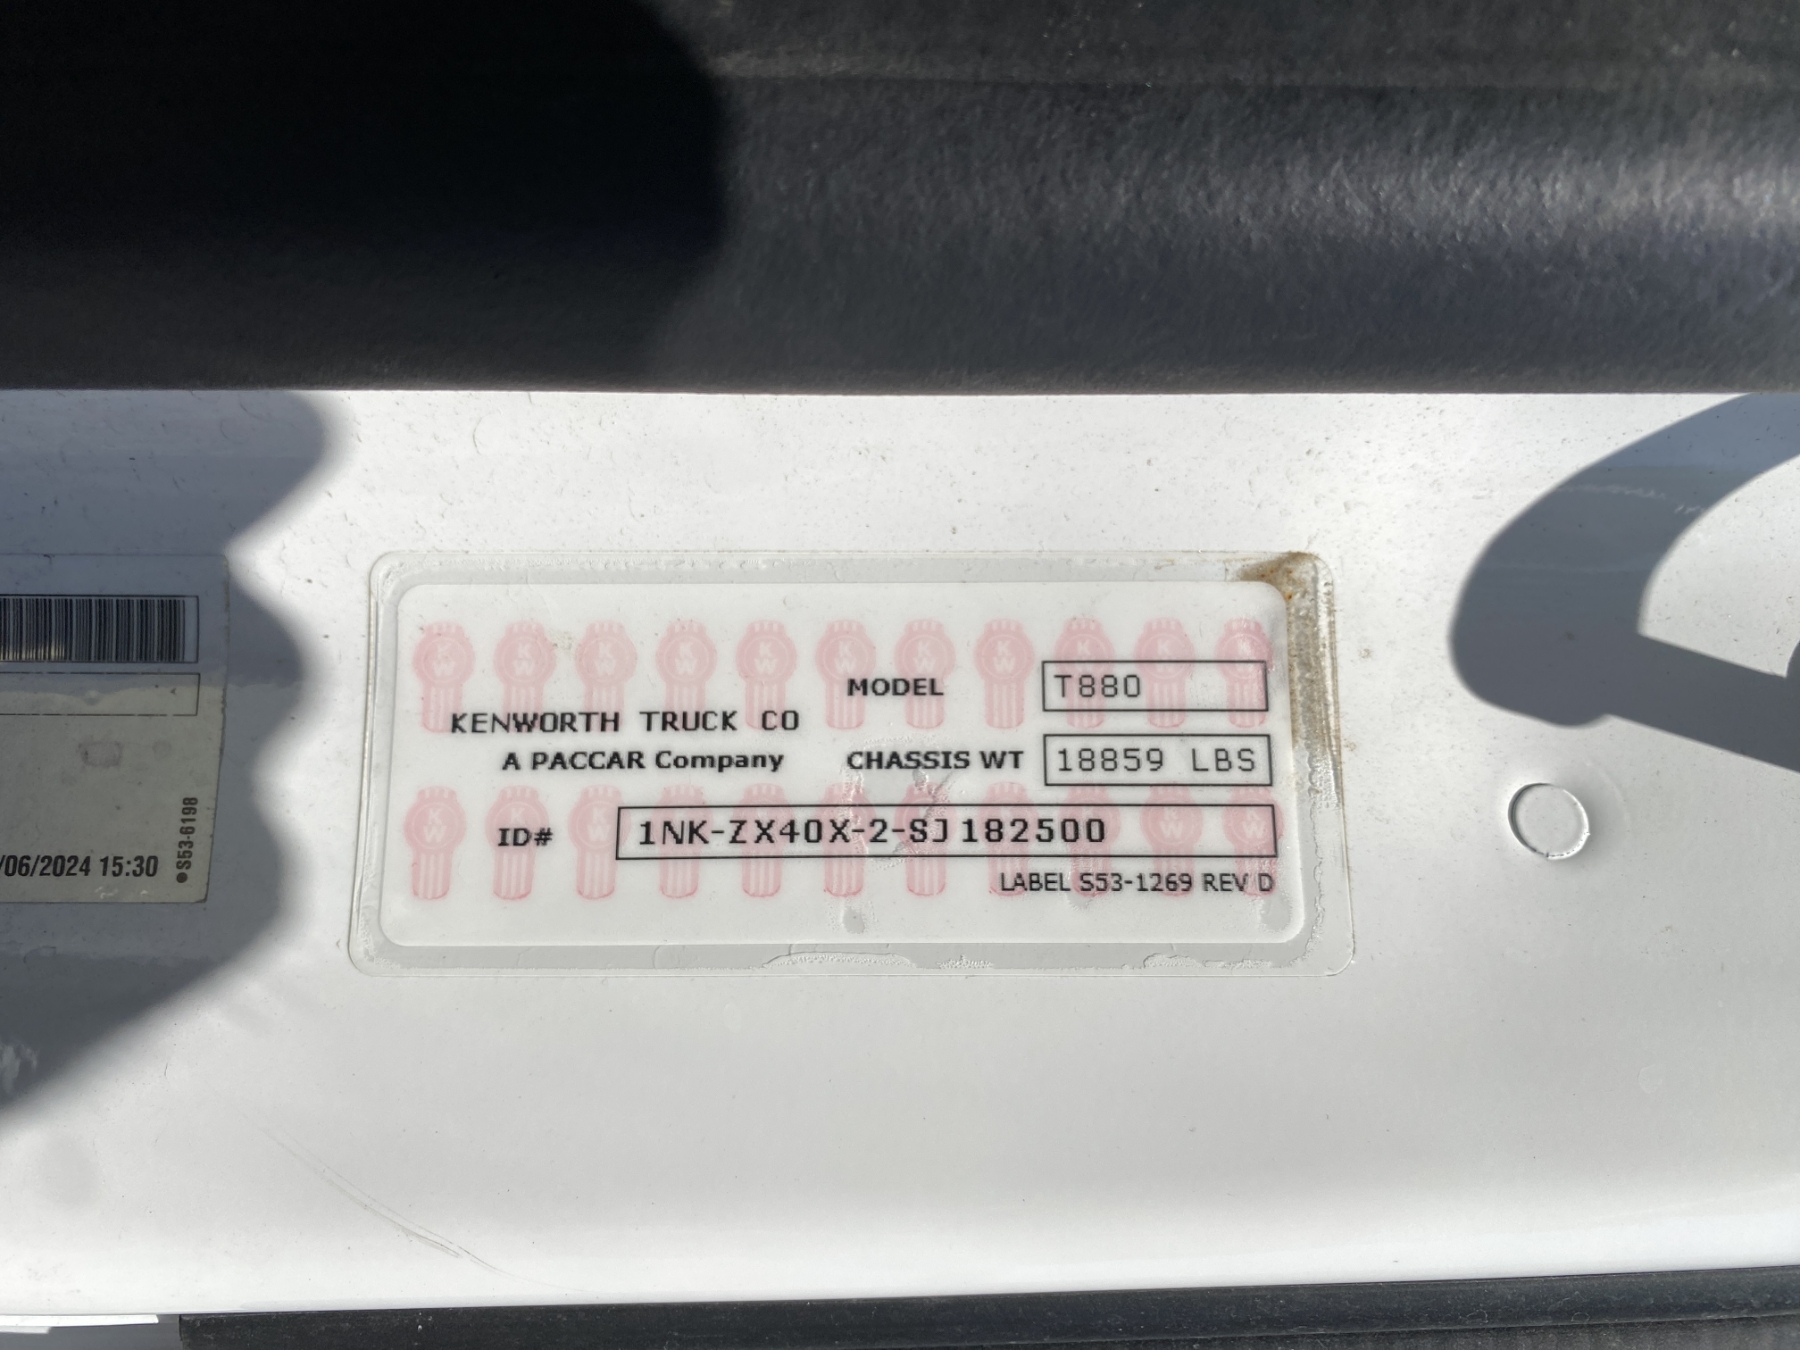 MODEL T880
KENWORTH TRUCK CO
A PACCAR Company
CHASSIS WT 18859 LBS
ID# 1NK-ZX40X-2-SJ182500
LABEL S53-1269 REV D
/06/2024 15:30
●S53-6198